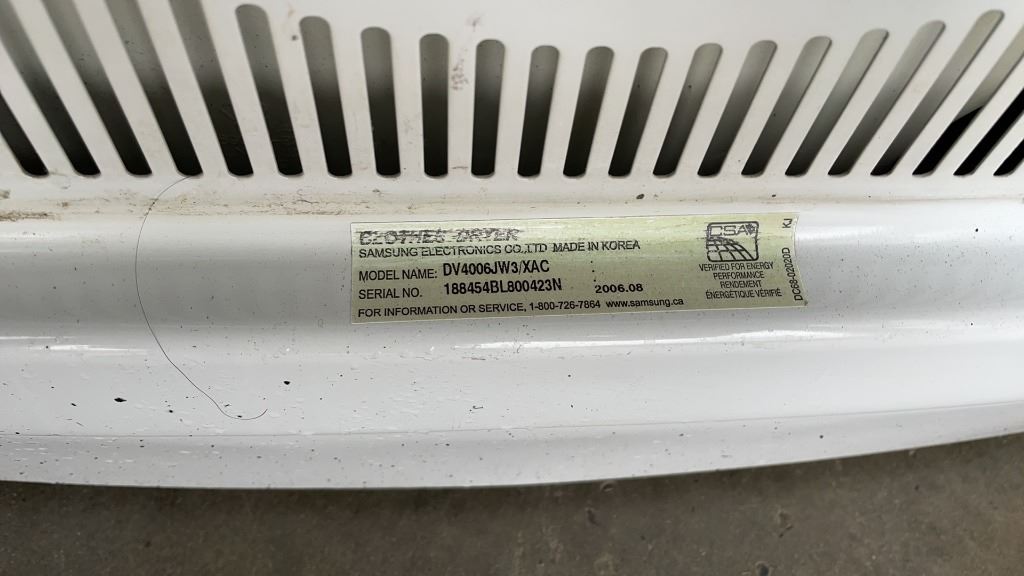 CLOTHES DRYER
SAMSUNG ELECTRONICS CO.,LTD MADE IN KOREA
MODEL NAME: DV4006JW3/XAC
SERIAL NO. 188454BL800423N 2006.08
FOR INFORMATION OR SERVICE, 1-800-726-7864 www.samsung.ca
CSA
VERIFIED FOR ENERGY
PERFORMANCE
RENDEMENT
ÉNERGÉTIQUE VÉRIFIÉ
DC68-02020D KJ